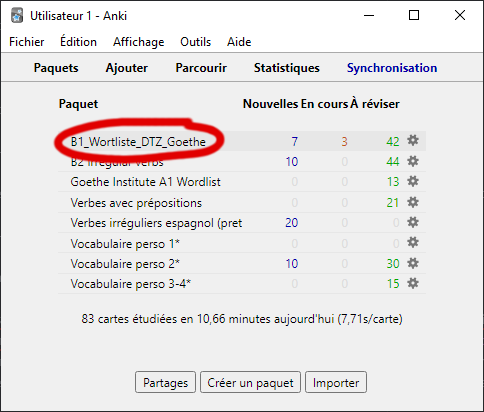 Utilisateur 1 - Anki
Fichier Édition Affichage Outils Aide
Paquets Ajouter Parcourir Statistiques Synchronisation
Paquet Nouvelles En cours À réviser
B1_Wortliste_DTZ_Goethe 7 3 42
B2 Irregular verbs 10 0 44
Goethe Institute A1 Wordlist 0 0 13
Verbes avec prépositions 0 0 21
Verbes irréguliers espagnol (pret 20 0 0
Vocabulaire perso 1* 0 0 0
Vocabulaire perso 2* 10 0 30
Vocabulaire perso 3-4* 0 0 15
83 cartes étudiées en 10,66 minutes aujourd'hui (7,71s/carte)
Partages Créer un paquet Importer